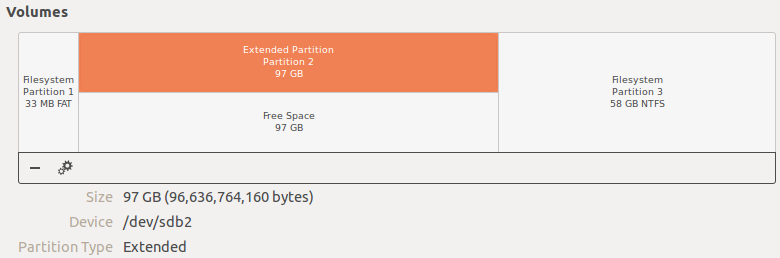 Volumes
Filesystem
Partition 1
33 MB FAT
Extended Partition
Partition 2
97 GB
Free Space
97 GB
Filesystem
Partition 3
58 GB NTFS
Size 97 GB (96,636,764,160 bytes)
Device /dev/sdb2
Partition Type Extended